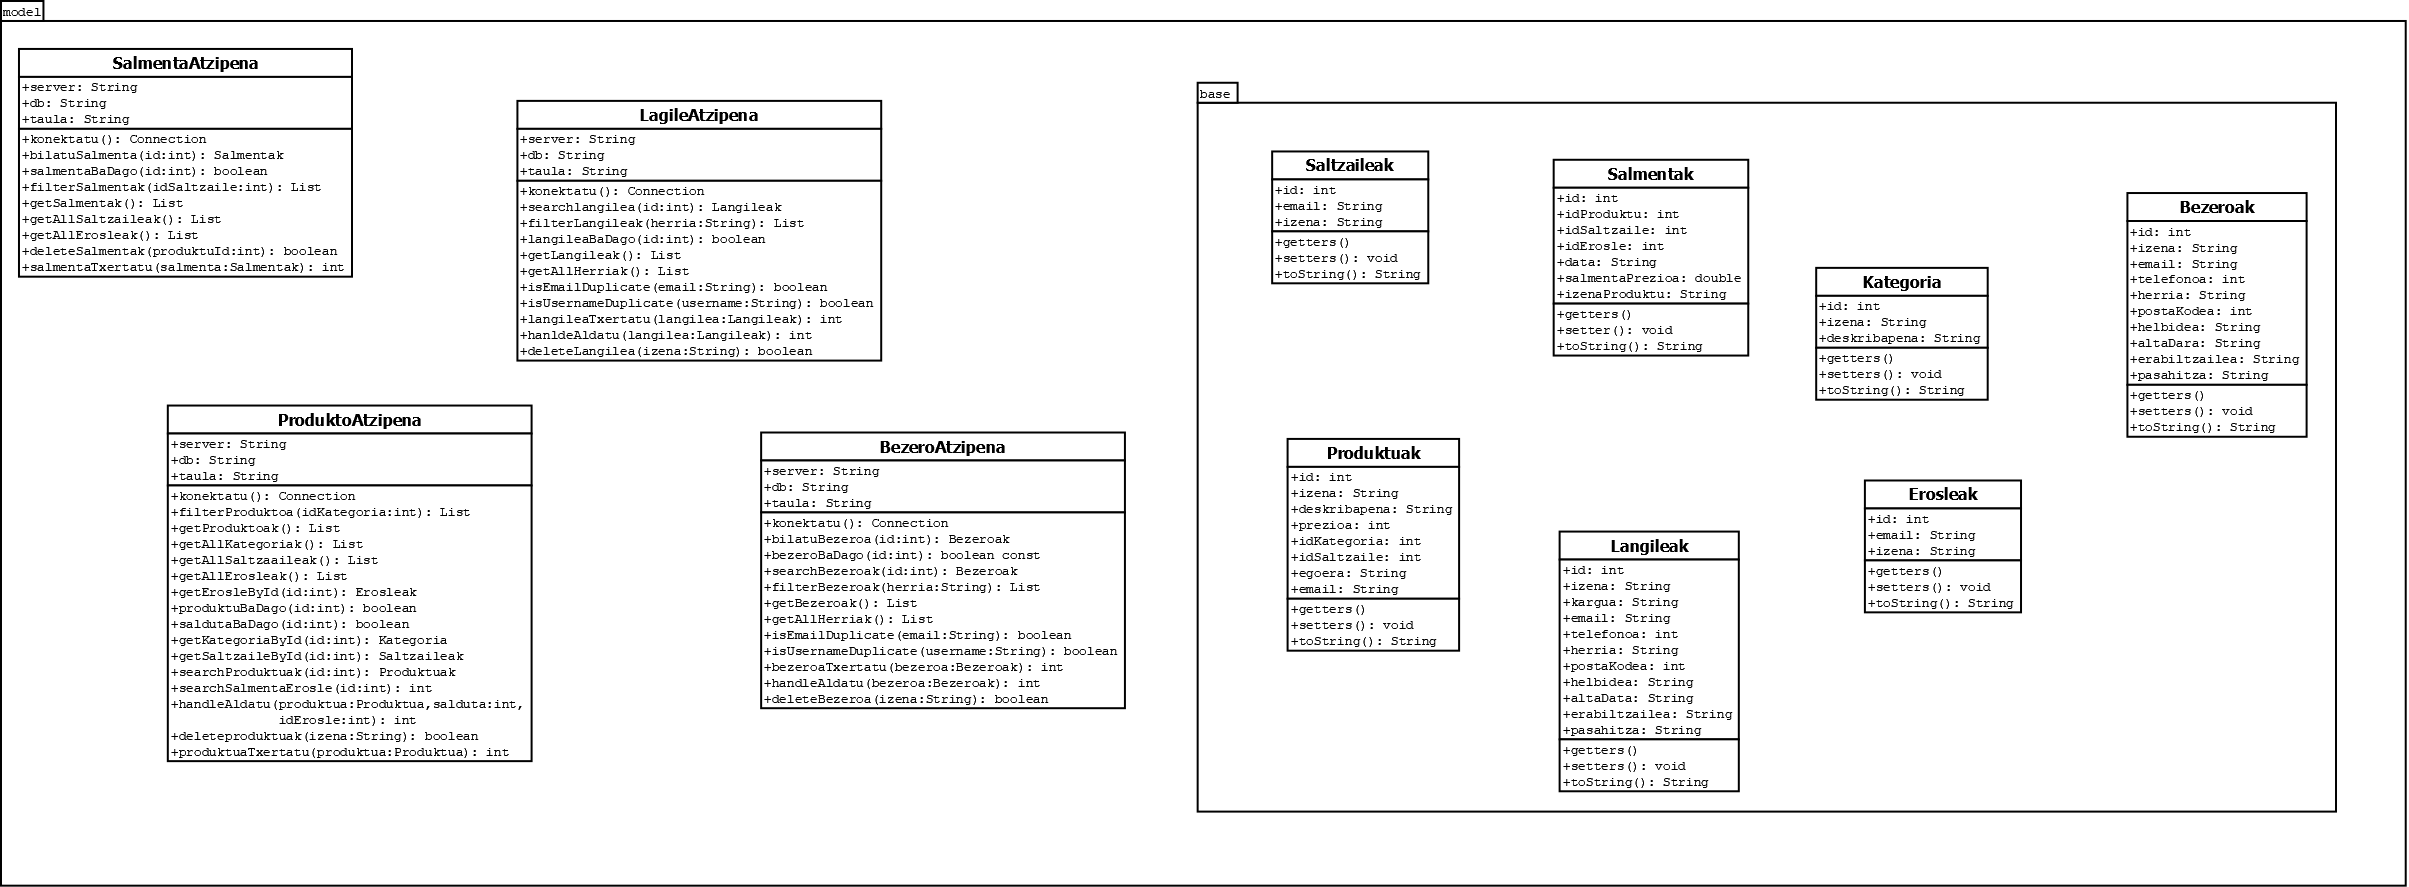 model
SalmentaAtzipena
+server: String
+db: String
+taula: String
+konektatu(): Connection
+bilatuSalmenta(id:int): Salmentak
+salmentaBaDago(id:int): boolean
+filterSalmentak(idSaltzaile:int): List
+getSalmentak(): List
+getAllSaltzaileak(): List
+getAllErosleak(): List
+deleteSalmentak(produktuId:int): boolean
+salmentaTxertatu(salmenta:Salmentak): int
LagileAtzipena
+server: String
+db: String
+taula: String
+konektatu(): Connection
+searchlangilea(id:int): Langileak
+filterLangileak(herria:String): List
+langileaBaDago(id:int): boolean
+getLangileak(): List
+getAllHerriak(): List
+isEmailDuplicate(email:String): boolean
+isUsernameDuplicate(username:String): boolean
+langileaTxertatu(langilea:Langileak): int
+hanldeAldatu(langilea:Langileak): int
+deleteLangilea(izena:String): boolean
ProduktoAtzipena
+server: String
+db: String
+taula: String
+konektatu(): Connection
+filterProduktoa(idKategoria:int): List
+getProduktoak(): List
+getAllKategoriak(): List
+getAllSaltzaaileak(): List
+getAllErosleak(): List
+getErosleById(id:int): Erosleak
+produktuBaDago(id:int): boolean
+saldutaBaDago(id:int): boolean
+getKategoriaById(id:int): Kategoria
+getSaltzaileById(id:int): Saltzaileak
+searchProduktuak(id:int): Produktuak
+searchSalmentaErosle(id:int): int
+handleAldatu(produktua:Produktua,salduta:int,
idErosle:int): int
+deleteproduktuak(izena:String): boolean
+produktuaTxertatu(produktua:Produktua): int
BezeroAtzipena
+server: String
+db: String
+taula: String
+konektatu(): Connection
+bilatuBezeroa(id:int): Bezeroak
+bezeroBaDago(id:int): boolean const
+searchBezeroak(id:int): Bezeroak
+filterBezeroak(herria:String): List
+getBezeroak(): List
+getAllHerriak(): List
+isEmailDuplicate(email:String): boolean
+isUsernameDuplicate(username:String): boolean
+bezeroaTxertatu(bezeroa:Bezeroak): int
+handleAldatu(bezeroa:Bezeroak): int
+deleteBezeroa(izena:String): boolean
base
Saltzaileak
+id: int
+email: String
+izena: String
+getters()
+setters(): void
+toString(): String
Salmentak
+id: int
+idProduktu: int
+idSaltzaile: int
+idErosle: int
+data: String
+salmentaPrezioa: double
+izenaProduktu: String
+getters()
+setter(): void
+toString(): String
Kategoria
+id: int
+izena: String
+deskribapena: String
+getters()
+setters(): void
+toString(): String
Bezeroak
+id: int
+izena: String
+email: String
+telefonoa: int
+herria: String
+postaKodea: int
+helbidea: String
+altaDara: String
+erabiltzailea: String
+pasahitza: String
+getters()
+setters(): void
+toString(): String
Produktuak
+id: int
+izena: String
+deskribapena: String
+prezioa: int
+idKategoria: int
+idSaltzaile: int
+egoera: String
+email: String
+getters()
+setters(): void
+toString(): String
Langileak
+id: int
+izena: String
+kargua: String
+email: String
+telefonoa: int
+herria: String
+postaKodea: int
+helbidea: String
+altaData: String
+erabiltzailea: String
+pasahitza: String
+getters()
+setters(): void
+toString(): String
Erosleak
+id: int
+email: String
+izena: String
+getters()
+setters(): void
+toString(): String